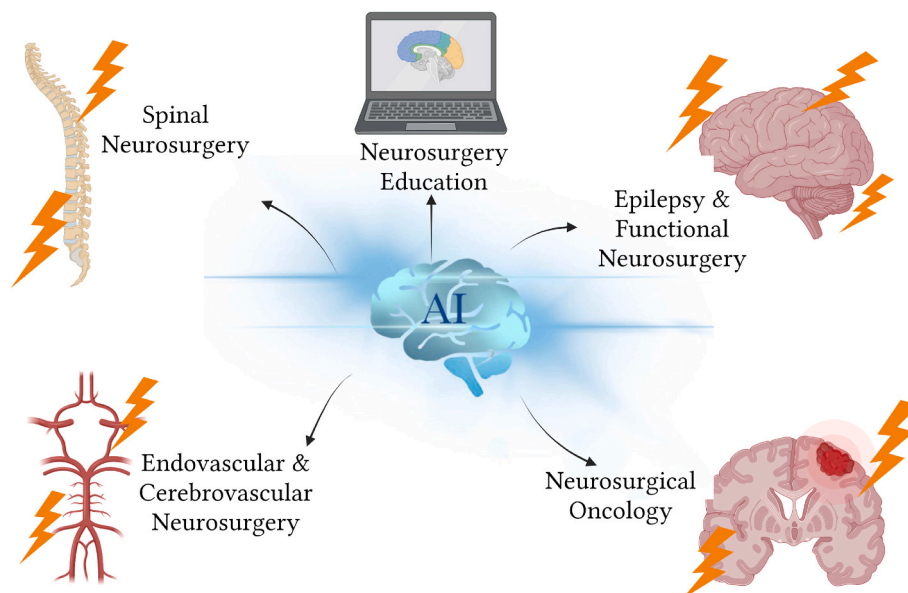 Spinal
Neurosurgery
Neurosurgery
Education
Epilepsy &
Functional
Neurosurgery
AI
Endovascular &
Cerebrovascular
Neurosurgery
Neurosurgical
Oncology